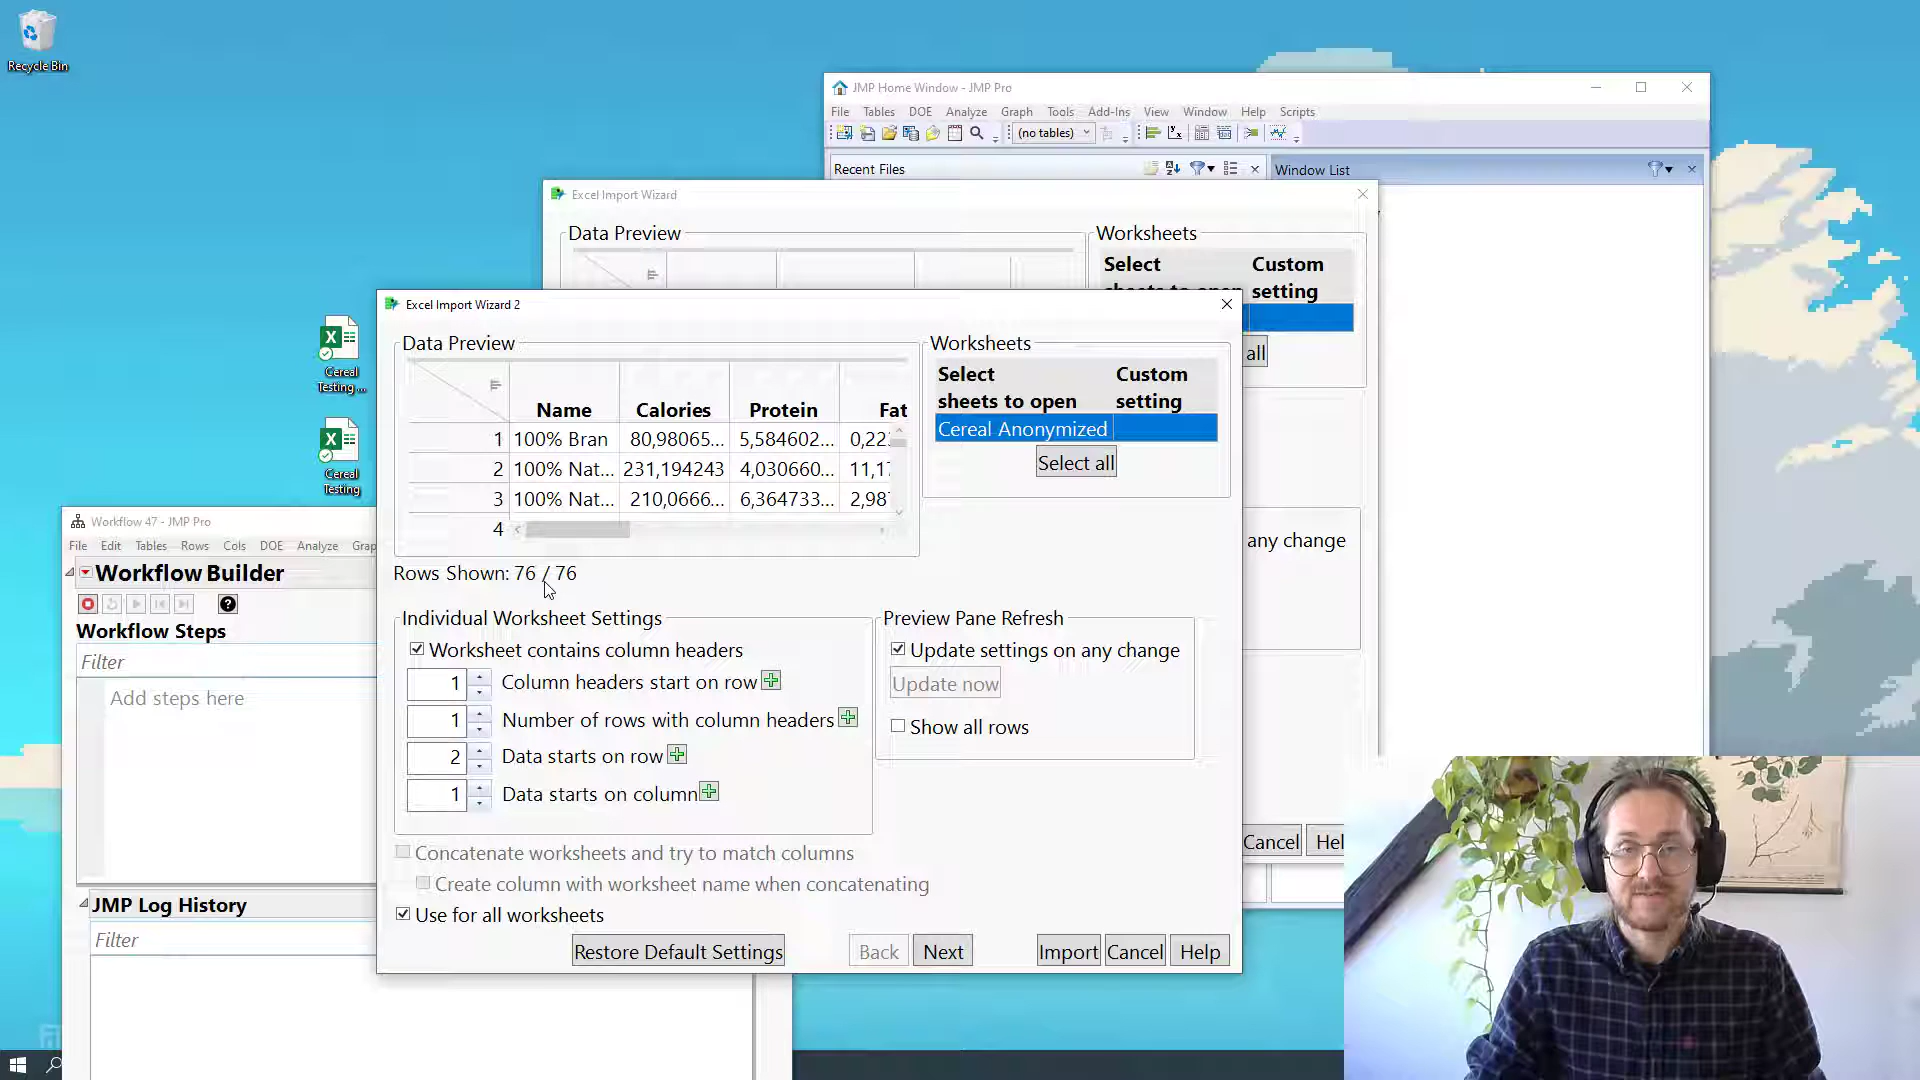 Recycle Bin
JMP Home Window - JMP Pro
File Tables DOE Analyze Graph Tools Add-Ins View Window Help Scripts
(no tables)
Recent Files
Window List
Excel Import Wizard
Data Preview
Worksheets
Select
Custom
setting
all
any change
Cancel
Hel
Cereal
Testing ...
Cereal
Testing
Excel Import Wizard 2
Data Preview
Name Calories Protein Fat
1 100% Bran 80,98065... 5,584602...
2 100% Nat... 231,194243 4,030660... 11,17
3 100% Nat... 210,0666... 6,364733... 2,987
4
Rows Shown: 76 / 76
Worksheets
Select
sheets to open
Custom
setting
Cereal Anonymized
Select all
Individual Worksheet Settings
Worksheet contains column headers
1 Column headers start on row
1 Number of rows with column headers
2 Data starts on row
1 Data starts on column
Preview Pane Refresh
Update settings on any change
Update now
Show all rows
Concatenate worksheets and try to match columns
Create column with worksheet name when concatenating
Use for all worksheets
Restore Default Settings
Back Next Import Cancel Help
Workflow 47 - JMP Pro
File Edit Tables Rows Cols DOE Analyze Grap
Workflow Builder
Workflow Steps
Filter
Add steps here
JMP Log History
Filter